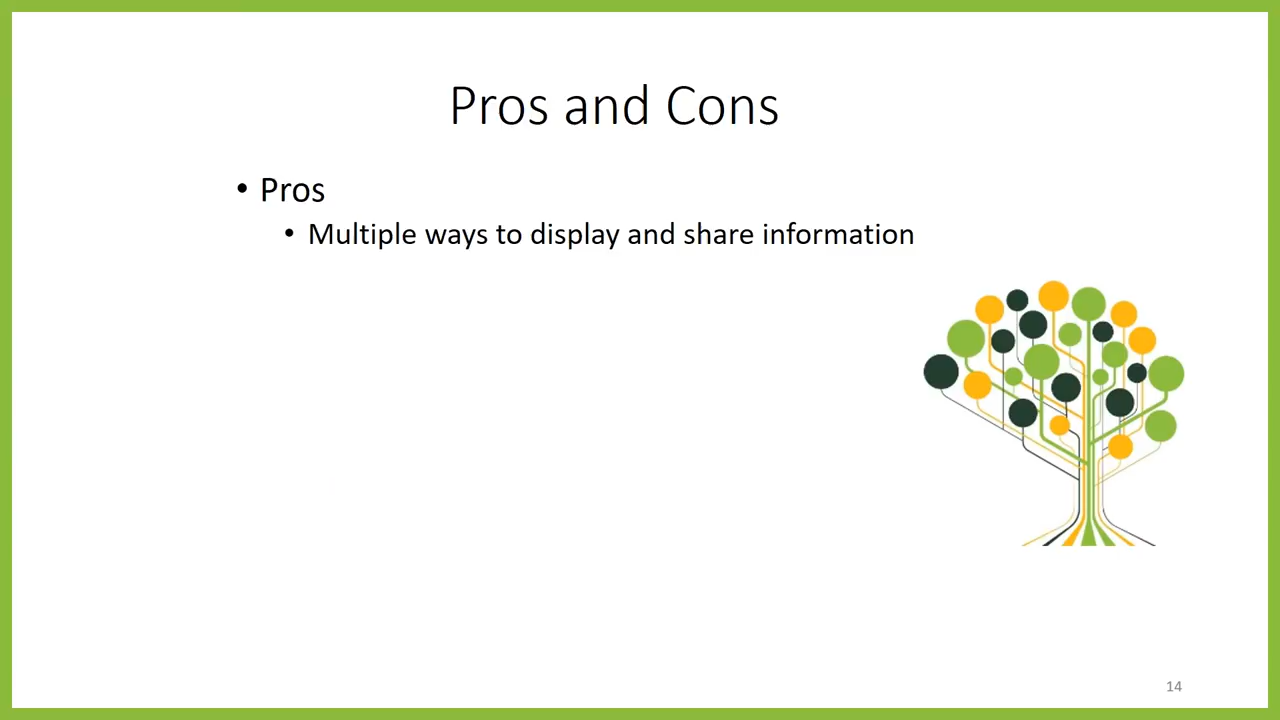 Pros and Cons
• Pros
• Multiple ways to display and share information
14